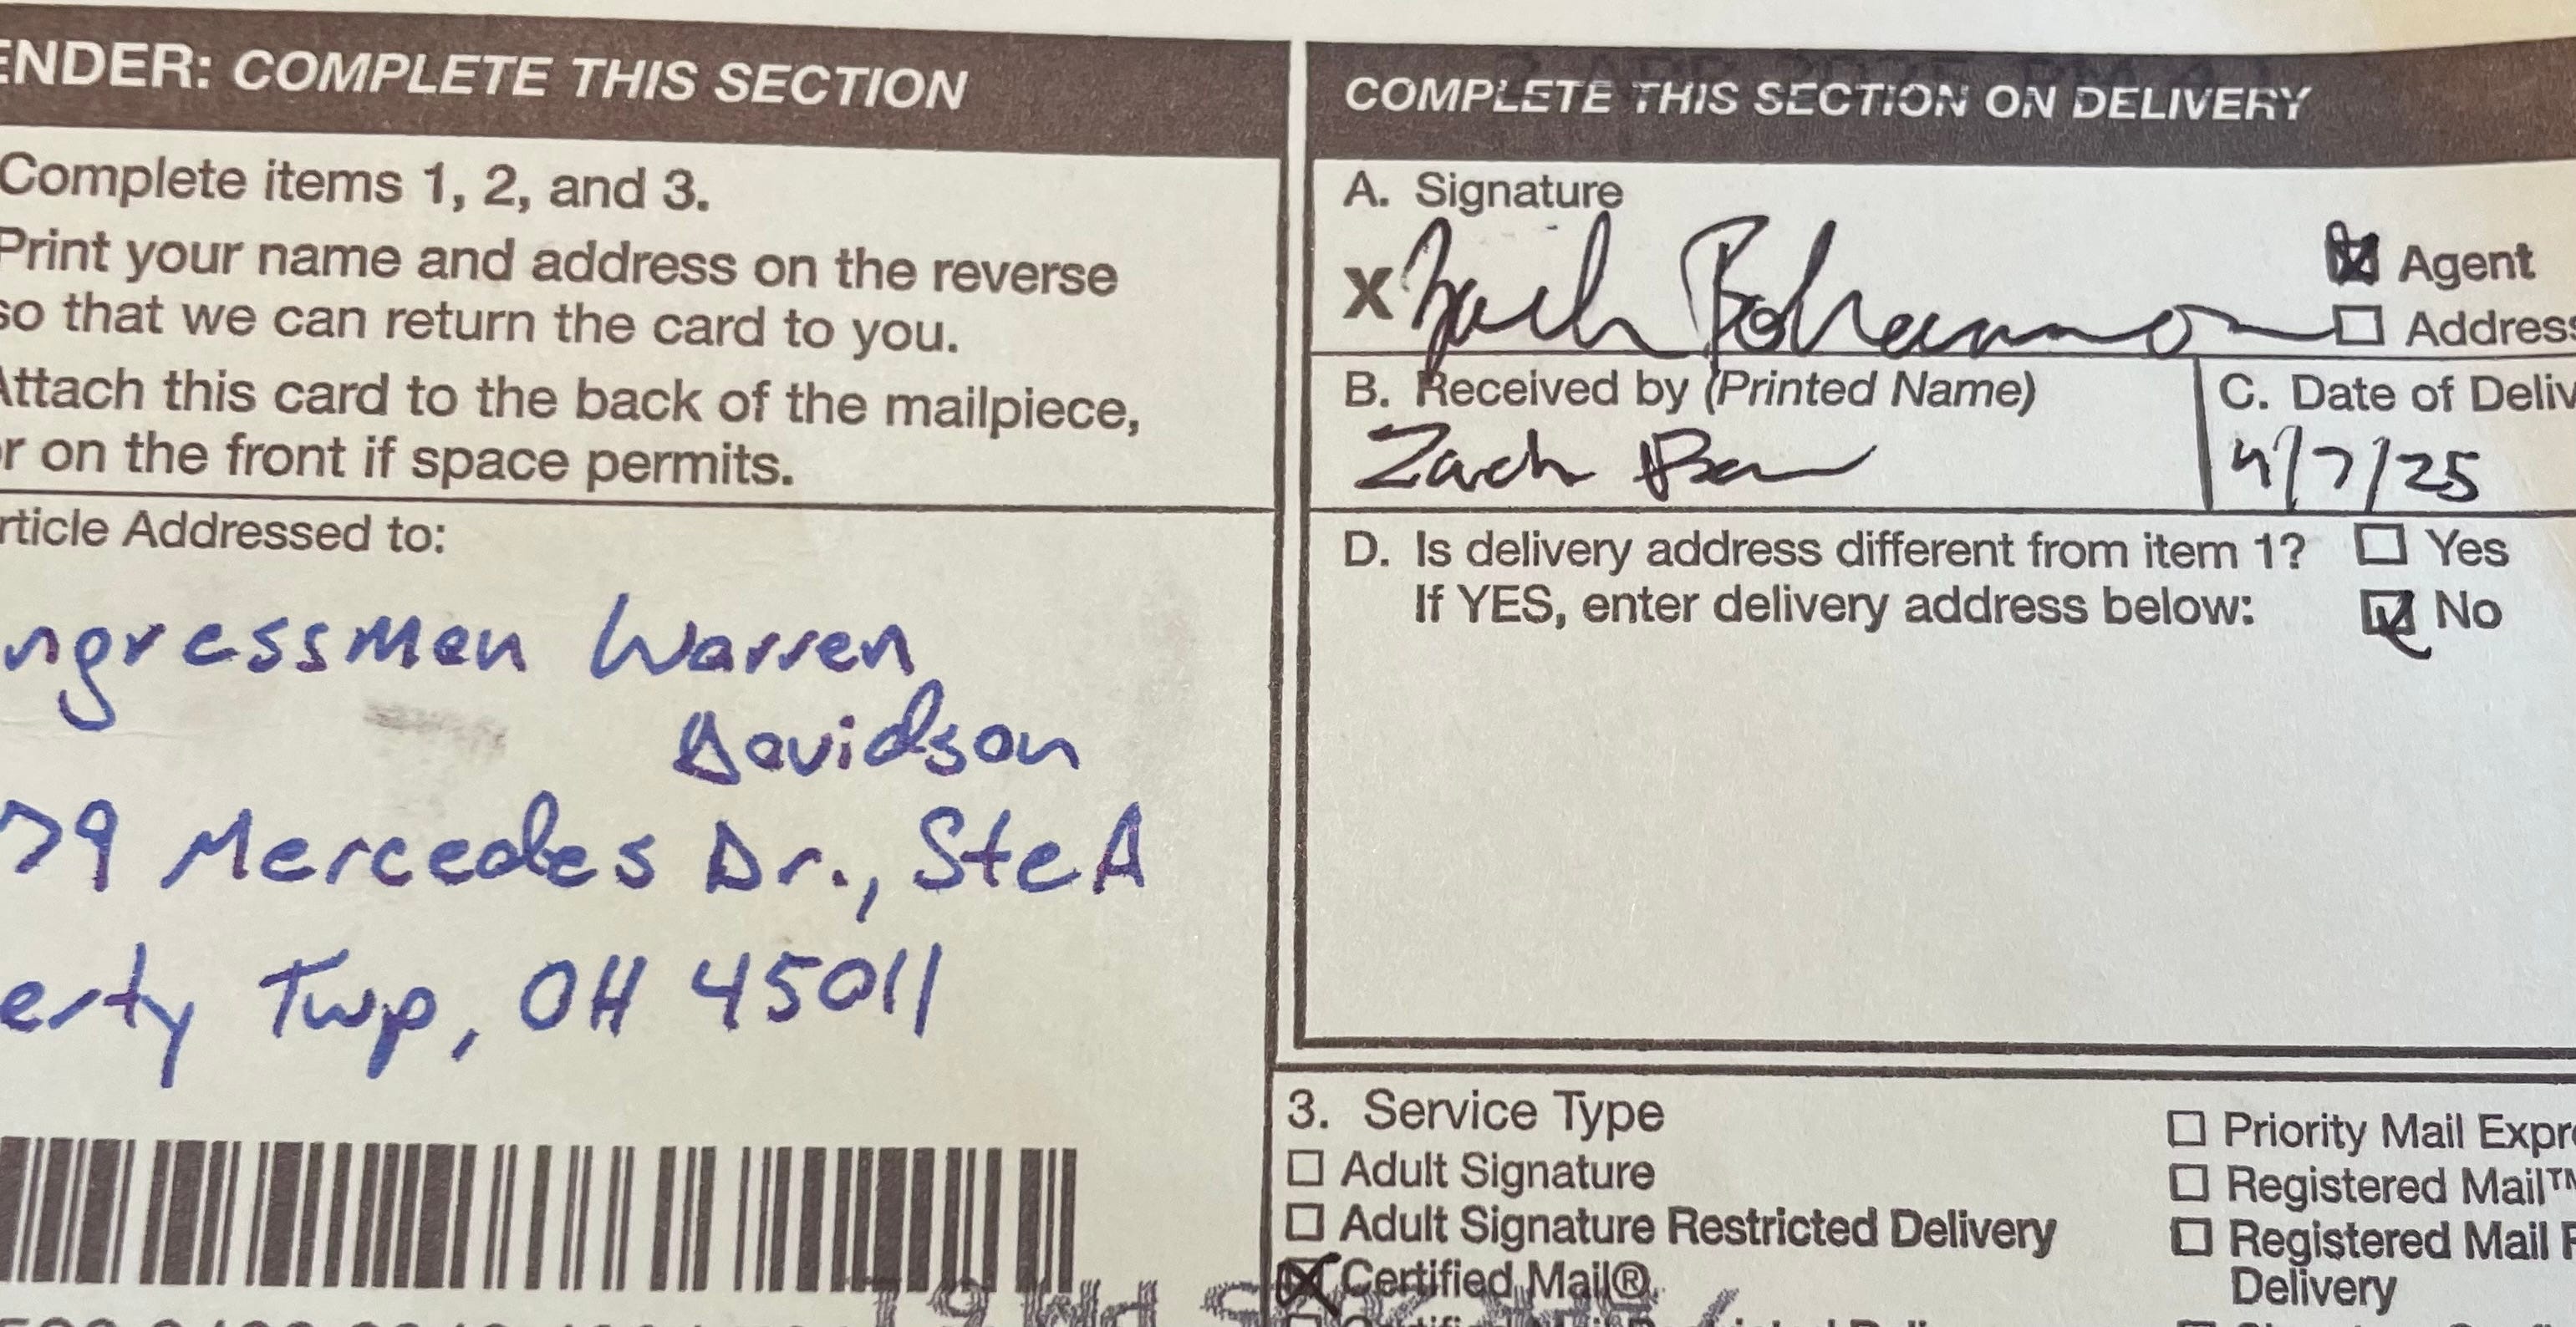 ENDER: COMPLETE THIS SECTION
Complete items 1, 2, and 3.
Print your name and address on the reverse
so that we can return the card to you.
Attach this card to the back of the mailpiece,
or on the front if space permits.
rticle Addressed to:
ngressman Warren
Davidson
79 Mercedes Dr., Ste A
erty Twp, OH 45011
COMPLETE THIS SECTION ON DELIVERY
A. Signature
X Zach Bohannon
Agent
Address
B. Received by (Printed Name)
Zach
C. Date of Deliv
4/7/25
D. Is delivery address different from item 1? Yes
If YES, enter delivery address below: No
3. Service Type
Adult Signature
Adult Signature Restricted Delivery
Certified Mail®
Priority Mail Expr
Registered Mail™
Registered Mail R
Delivery